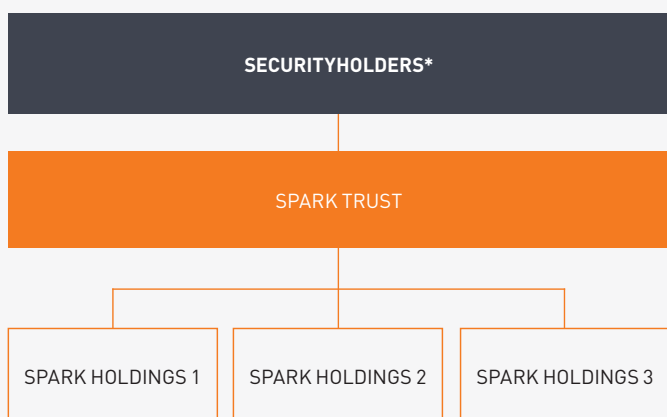 SECURITYHOLDERS*
SPARK TRUST
SPARK HOLDINGS 1
SPARK HOLDINGS 2
SPARK HOLDINGS 3